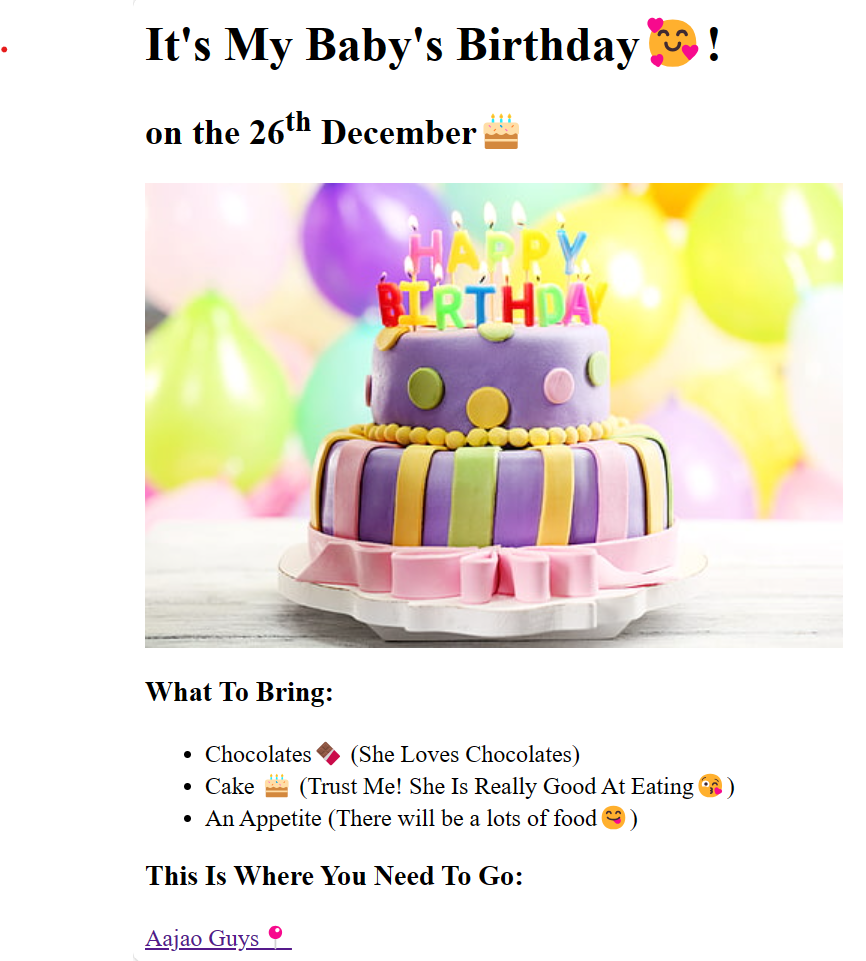 It's My Baby's Birthday🥰!
on the 26th December🎂
HAPPY
BIRTHDAY
What To Bring:
Chocolates🍫 (She Loves Chocolates)
Cake 🎂 (Trust Me! She Is Really Good At Eating😘)
An Appetite (There will be a lots of food😋)
This Is Where You Need To Go:
Aajao Guys📍